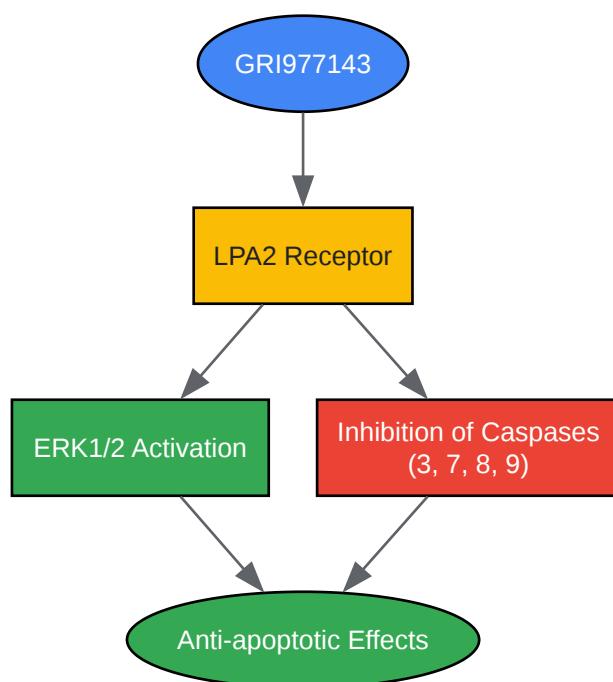 GRI977143
LPA2 Receptor
ERK1/2 Activation
Inhibition of Caspases
(3, 7, 8, 9)
Anti-apoptotic Effects